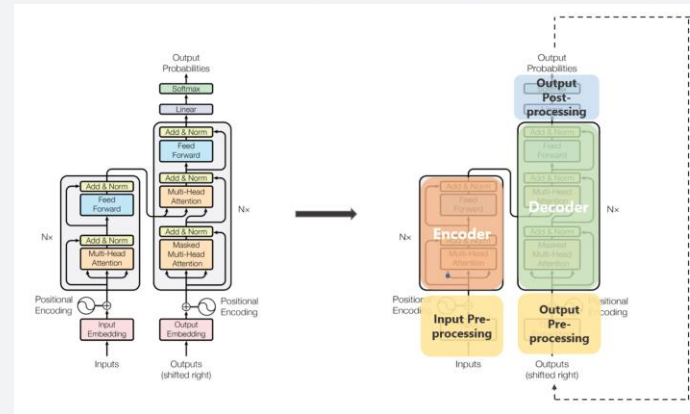 Output
Probabilities
Softmax
Linear
Add & Norm
Feed
Forward
Add & Norm
Multi-Head
Attention
Add & Norm
Masked
Multi-Head
Attention
Add & Norm
Feed
Forward
Add & Norm
Multi-Head
Attention
N×
N×
Positional
Encoding
Positional
Encoding
Input
Embedding
Output
Embedding
Inputs
Outputs
(shifted right)
Output
Probabilities
Output
Post-
processing
Add & Norm
Feed
Forward
Add & Norm
Multi-Head
Attention
Decoder
Add & Norm
Masked
Multi-Head
Attention
Add & Norm
Feed
Forward
Encoder
Add & Norm
Multi-Head
Attention
N×
N×
Positional
Encoding
Positional
Encoding
Input Pre-
processing
Output
Pre-
processing
Inputs
Outputs
(shifted right)